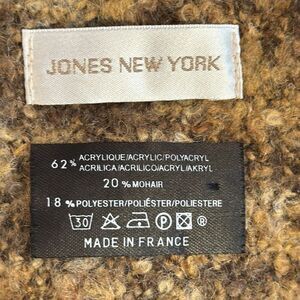 JONES NEW YORK
62% ACRYLIQUE/ACRYLIC/POLYACRYL
ACRILICA/ACRILICO/ACRYL/AKRYL
20% MOHAIR
18% POLYESTER/POLIÉSTER/POLIESTERE
30 P ®
MADE IN FRANCE